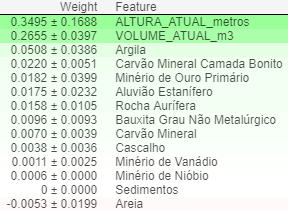 Weight Feature
0.3495 ± 0.1688 ALTURA_ATUAL_metros
0.2655 ± 0.0397 VOLUME_ATUAL_m3
0.0508 ± 0.0386 Argila
0.0220 ± 0.0051 Carvão Mineral Camada Bonito
0.0182 ± 0.0399 Minério de Ouro Primário
0.0175 ± 0.0232 Aluvião Estanífero
0.0158 ± 0.0105 Rocha Aurífera
0.0096 ± 0.0093 Bauxita Grau Não Metalúrgico
0.0070 ± 0.0039 Carvão Mineral
0.0038 ± 0.0036 Cascalho
0.0011 ± 0.0025 Minério de Vanádio
0.0006 ± 0.0000 Minério de Nióbio
0 ± 0.0000 Sedimentos
-0.0053 ± 0.0199 Areia